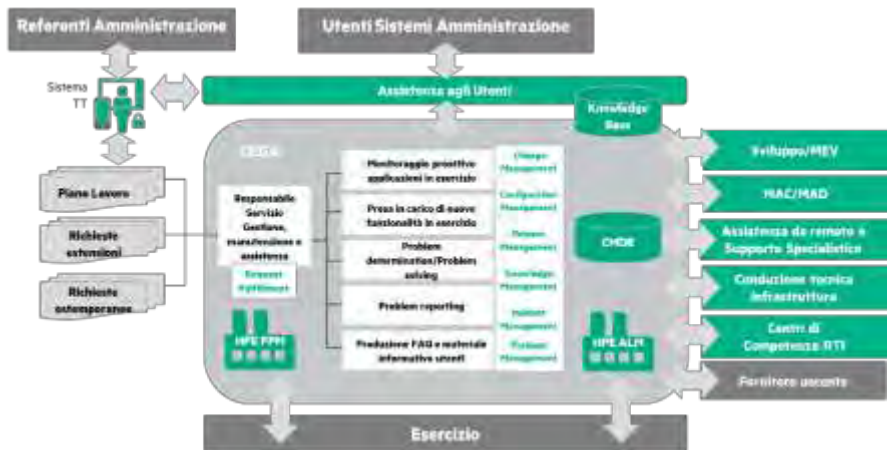 Referenti Amministrazione
Utenti Sistemi Amministrazione
Sistema
TT
Assistenza agli Utenti
Knowledge
Base
Piano Lavoro
Richieste
estensioni
Richieste
estemporanee
Responsabile
Servizio
Gestione,
manutenzione e
assistenza
Request
Fulfillment
HPE PPM
Monitoraggio proattivo
applicazioni in esercizio
Presa in carico di nuove
funzionalità in esercizio
Problem
determination/Problem
solving
Problem reporting
Produzione FAQ e materiale
informativo utenti
Change
Management
Configuration
Management
Release
Management
Knowledge
Management
Management
Problem
Management
CMDB
HPE ALM
Sviluppo/MEV
MAC/MAD
Assistenza da remoto e
Supporto Specialistico
Conduzione tecnica
infrastruttura
Centri di
Competenza RTI
Fornitore uscente
Esercizio